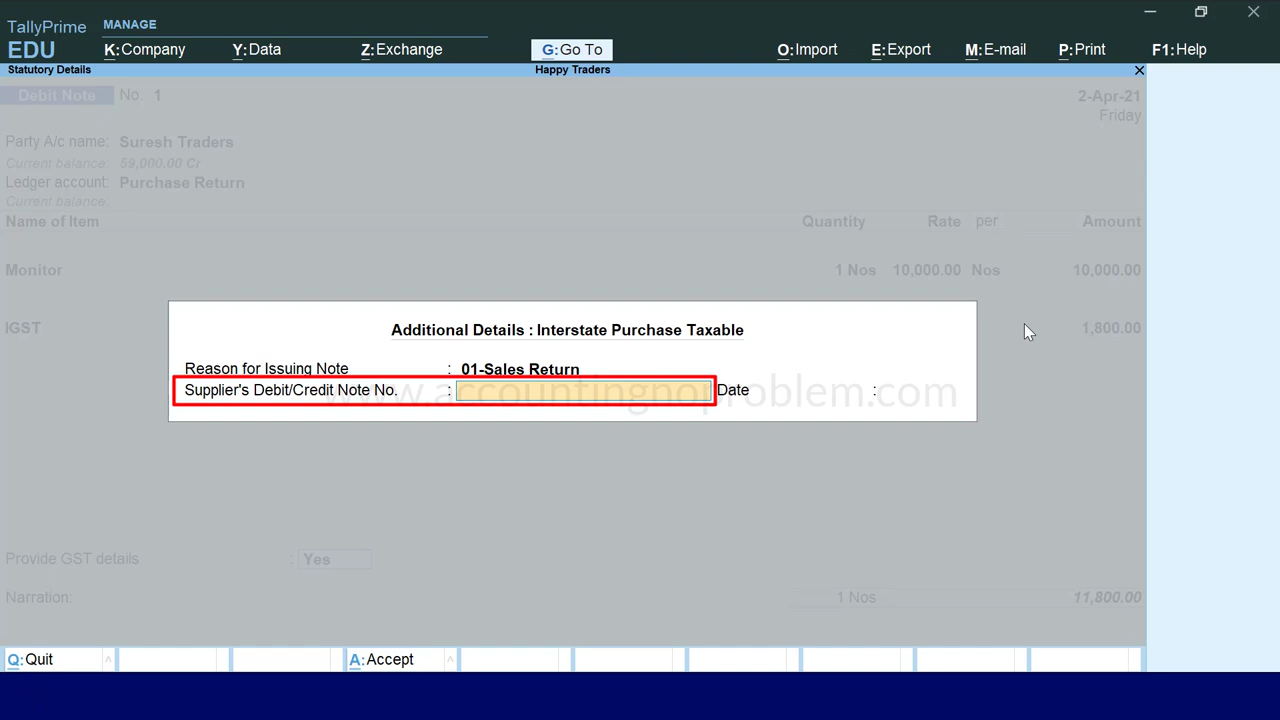 TallyPrime MANAGE
EDU K:Company Y:Data Z:Exchange G:Go To O:Import E:Export M:E-mail P:Print F1:Help
Statutory Details Happy Traders
Debit Note No. 1 2-Apr-21
Friday
Party A/c name: Suresh Traders
Current balance: 59,000.00 Cr
Ledger account: Purchase Return
Current balance:
Name of Item Quantity Rate per Amount
Monitor 1 Nos 10,000.00 Nos 10,000.00
IGST 1,800.00
Additional Details : Interstate Purchase Taxable
Reason for Issuing Note : 01-Sales Return
Supplier's Debit/Credit Note No. : Date :
www.accountingnoproblem.com
Provide GST details : Yes
Narration: 1 Nos 11,800.00
Q:Quit ^ A:Accept ^